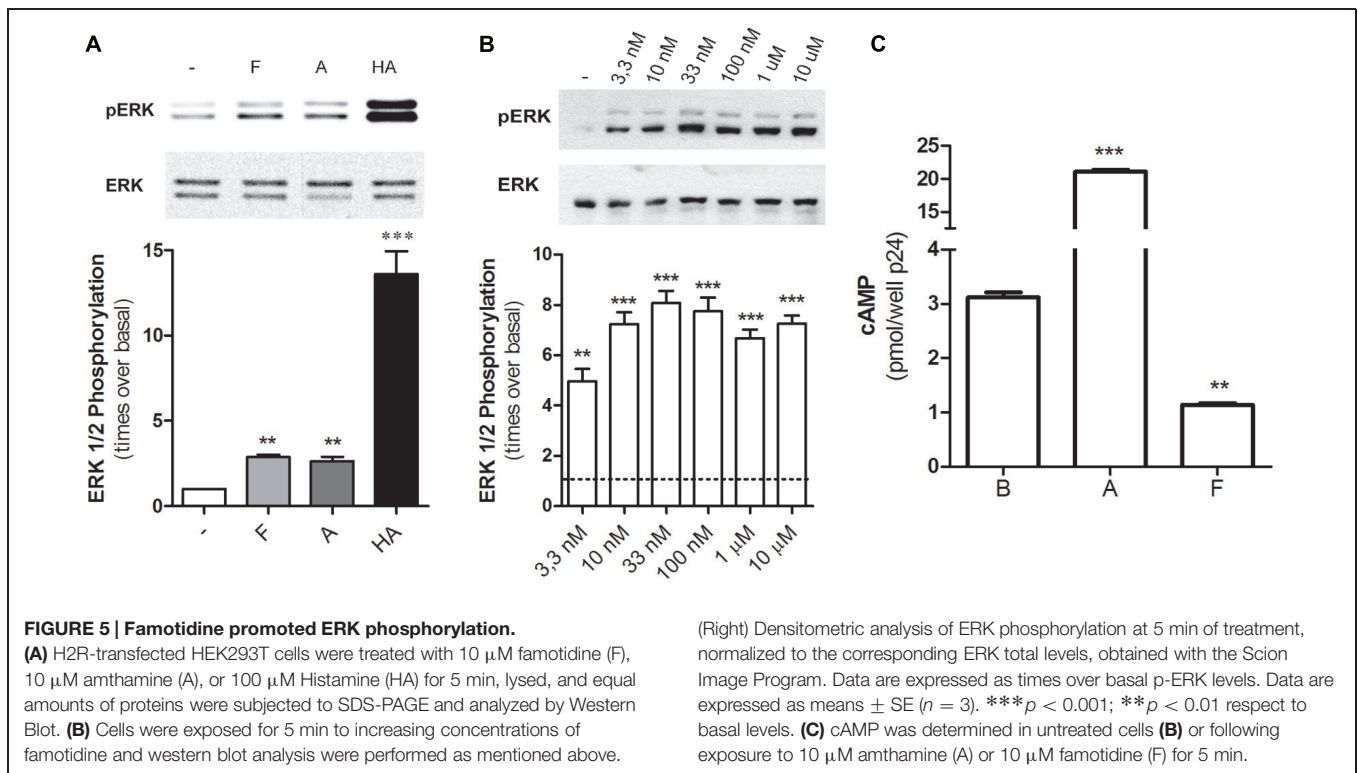 A
- F A HA
pERK
ERK
ERK 1/2 Phosphorylation
(times over basal)
15
10
5
0
**
**
***
- F A HA
B
- 3,3 nM 10 nM 33 nM 100 nM 1 uM 10 uM
pERK
ERK
ERK 1/2 Phosphorylation
(times over basal)
10
8
6
4
2
0
**
***
***
***
***
***
3,3 nM 10 nM 33 nM 100 nM 1 μM 10 μM
C
cAMP
(pmol/well p24)
25
20
15
4
3
2
1
0
***
**
B A F
FIGURE 5 | Famotidine promoted ERK phosphorylation.
(A) H2R-transfected HEK293T cells were treated with 10 μM famotidine (F),
10 μM amthamine (A), or 100 μM Histamine (HA) for 5 min, lysed, and equal
amounts of proteins were subjected to SDS-PAGE and analyzed by Western
Blot. (B) Cells were exposed for 5 min to increasing concentrations of
famotidine and western blot analysis were performed as mentioned above.
(Right) Densitometric analysis of ERK phosphorylation at 5 min of treatment,
normalized to the corresponding ERK total levels, obtained with the Scion
Image Program. Data are expressed as times over basal p-ERK levels. Data are
expressed as means ± SE (n = 3). ***p < 0.001; **p < 0.01 respect to
basal levels. (C) cAMP was determined in untreated cells (B) or following
exposure to 10 μM amthamine (A) or 10 μM famotidine (F) for 5 min.